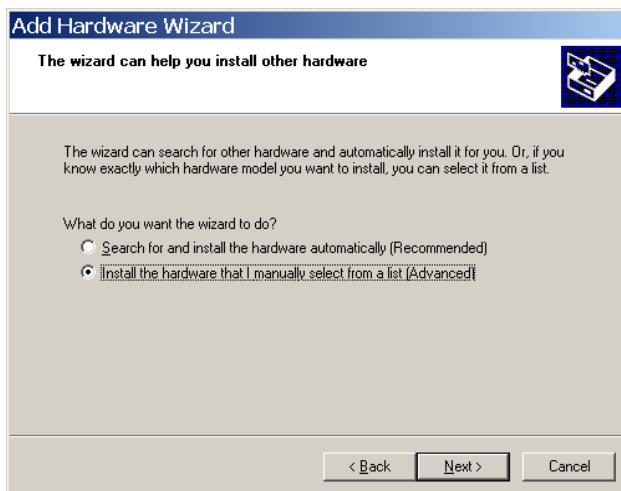 Add Hardware Wizard
The wizard can help you install other hardware
The wizard can search for other hardware and automatically install it for you. Or, if you
know exactly which hardware model you want to install, you can select it from a list.
What do you want the wizard to do?
Search for and install the hardware automatically (Recommended)
Install the hardware that I manually select from a list (Advanced)
< Back Next > Cancel